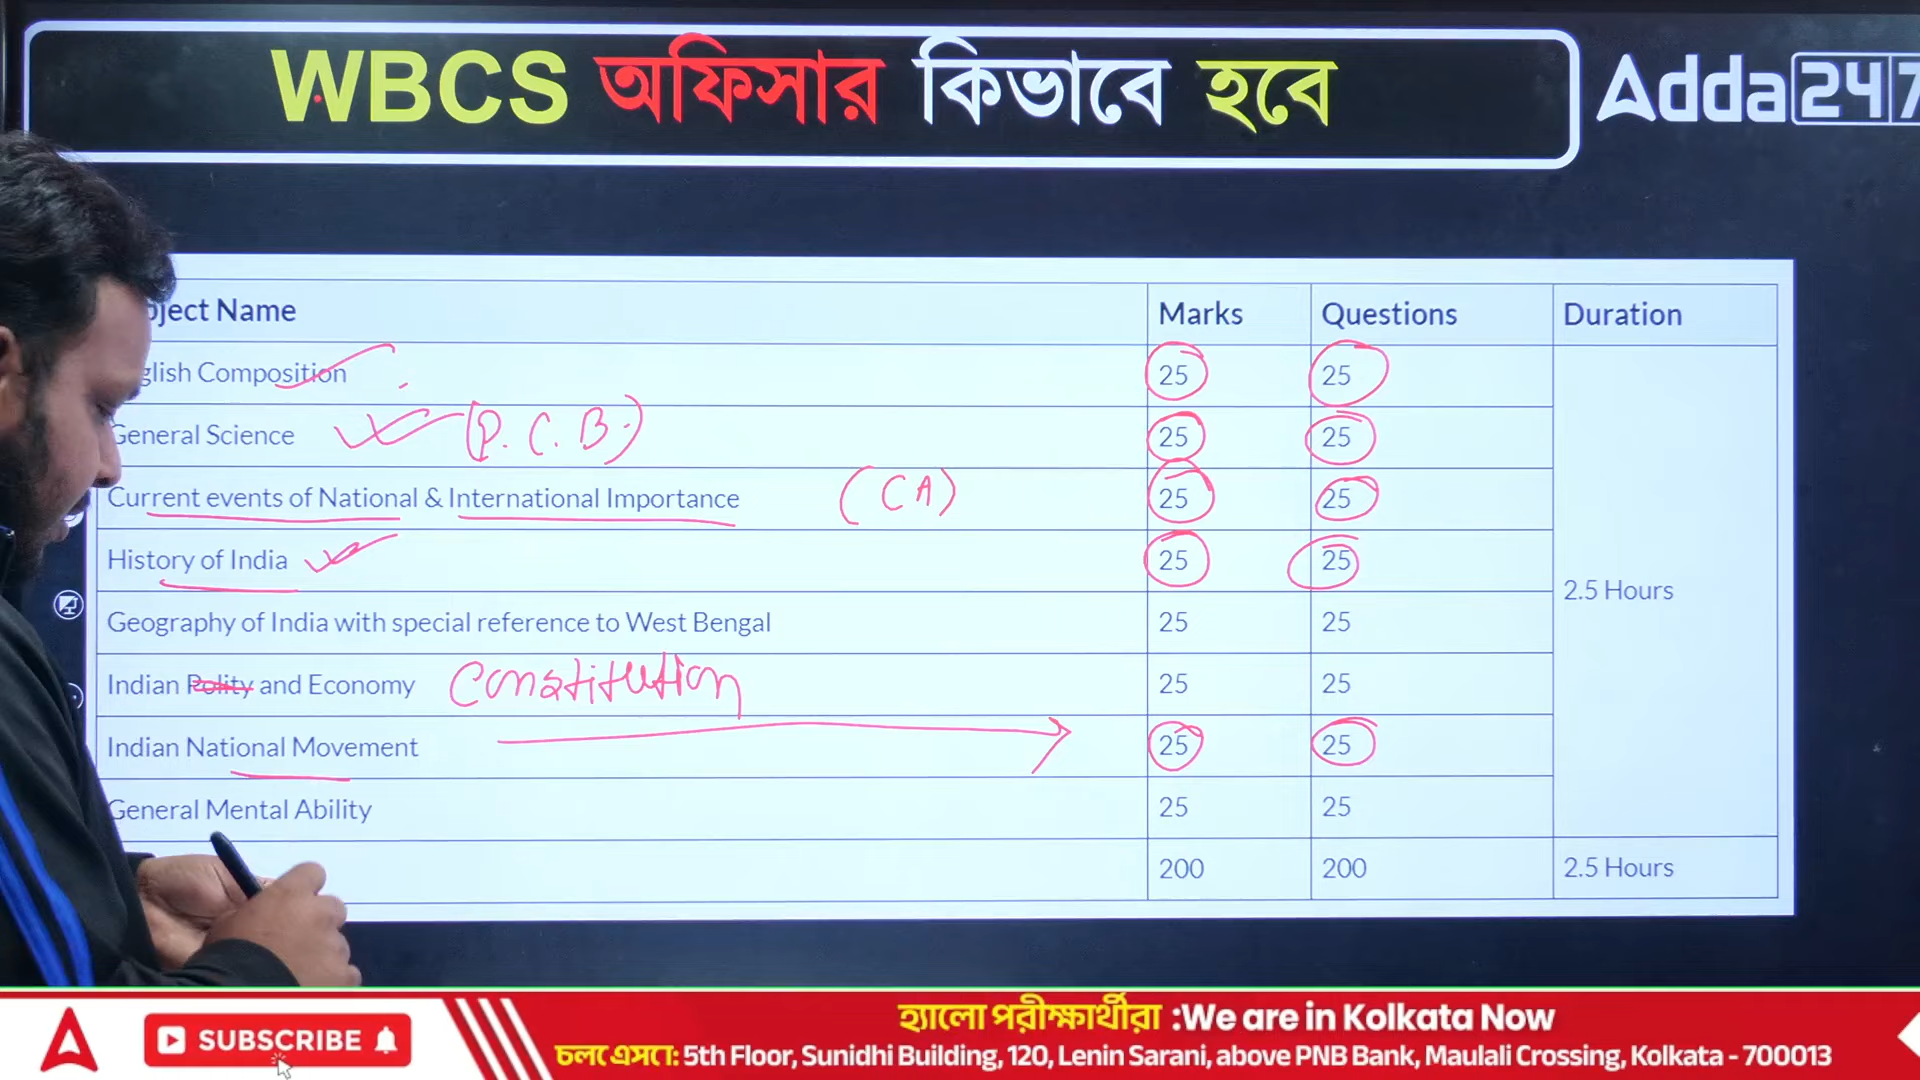 WBCS অফিসার কিভাবে হবে
Adda247
ject Name Marks Questions Duration
glish Composition 25 25
General Science (P. C. B.) 25 25
Current events of National & International Importance (CA) 25 25
History of India 25 25
2.5 Hours
Geography of India with special reference to West Bengal 25 25
Indian Polity and Economy Constitution 25 25
Indian National Movement 25 25
General Mental Ability 25 25
200 200 2.5 Hours
SUBSCRIBE
হ্যালো পরীক্ষার্থীরা :We are in Kolkata Now
5th Floor, Sunidhi Building, 120, Lenin Sarani, above PNB Bank, Maulali Crossing, Kolkata - 700013